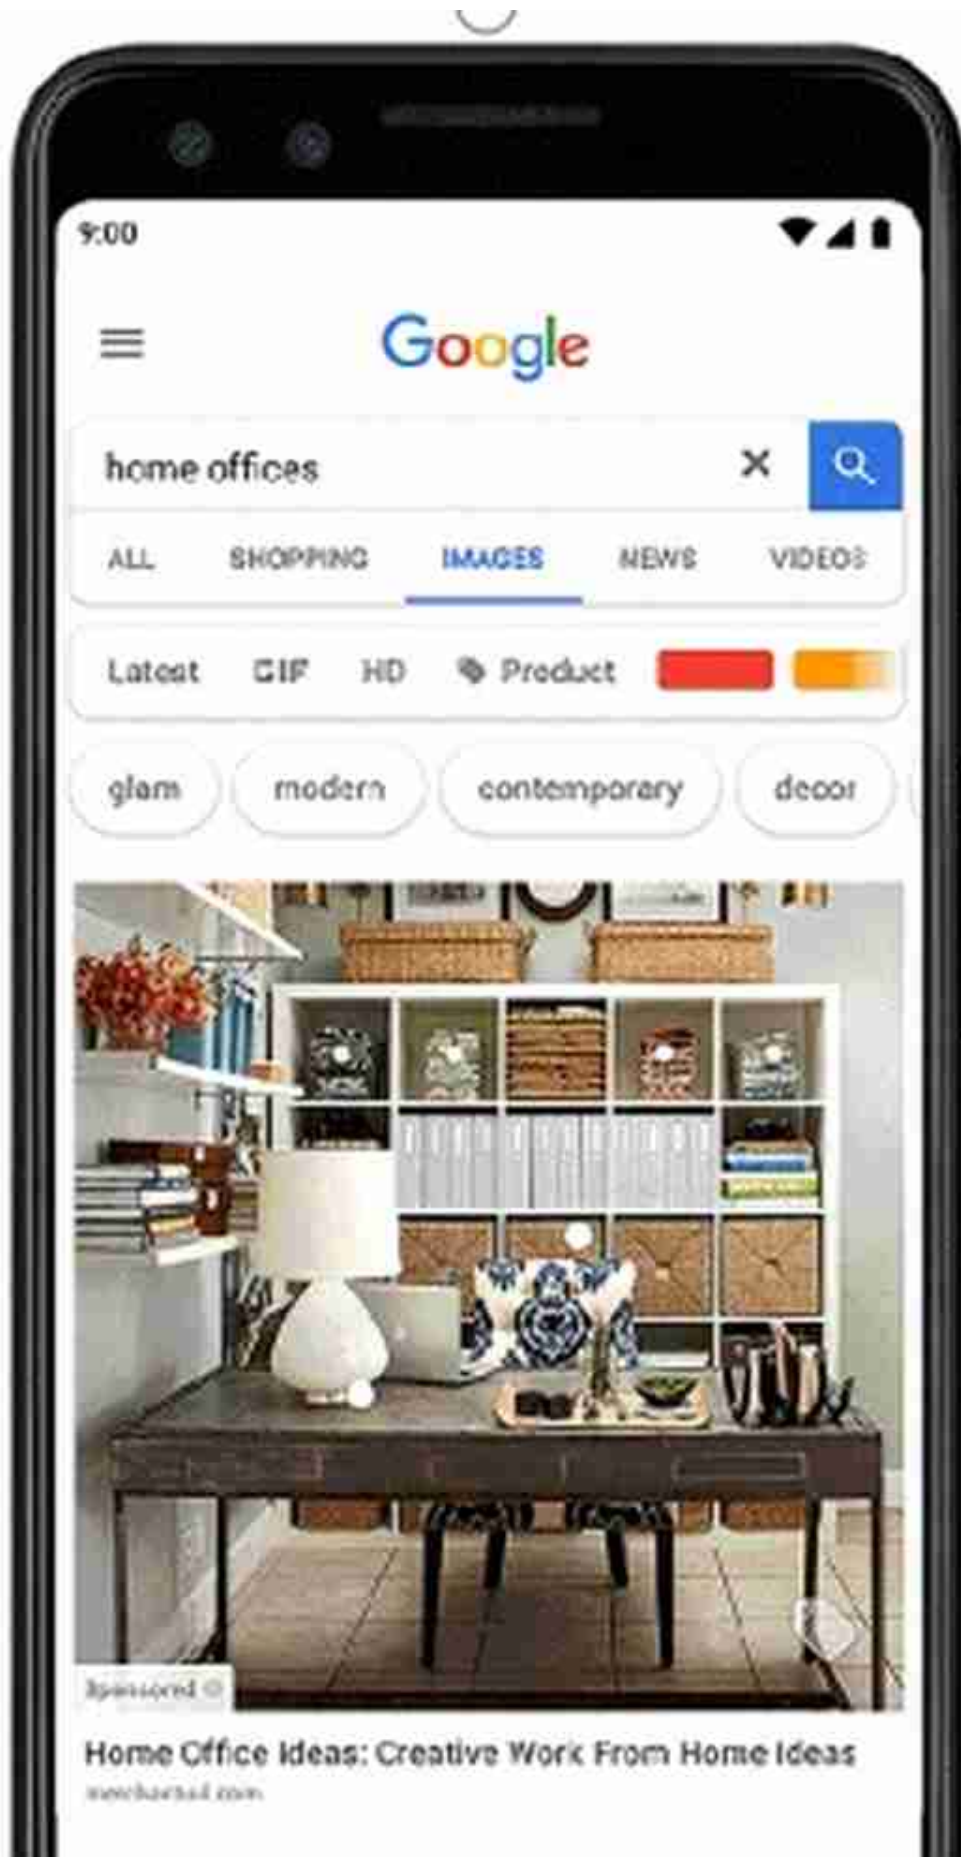 9:00
Google
home offices
ALL SHOPPING IMAGES NEWS VIDEOS
Latest GIF HD Product
glam modern contemporary decor
Sponsored
Home Office Ideas: Creative Work From Home Ideas